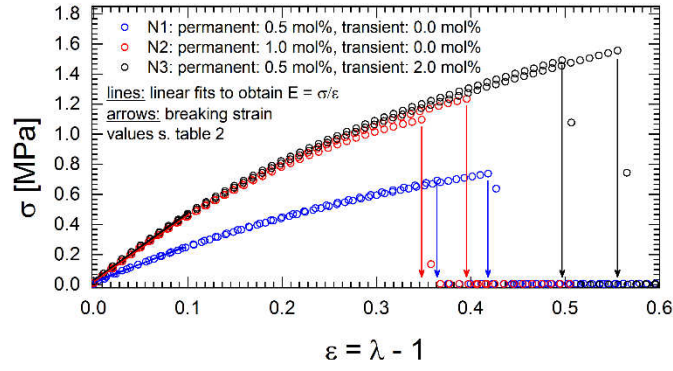 N1: permanent: 0.5 mol%, transient: 0.0 mol%
N2: permanent: 1.0 mol%, transient: 0.0 mol%
N3: permanent: 0.5 mol%, transient: 2.0 mol%
lines: linear fits to obtain E = σ/ε
arrows: breaking strain
values s. table 2
σ [MPa]
1.8
1.6
1.4
1.2
1.0
0.8
0.6
0.4
0.2
0.0
0.0 0.1 0.2 0.3 0.4 0.5 0.6
ε = λ - 1